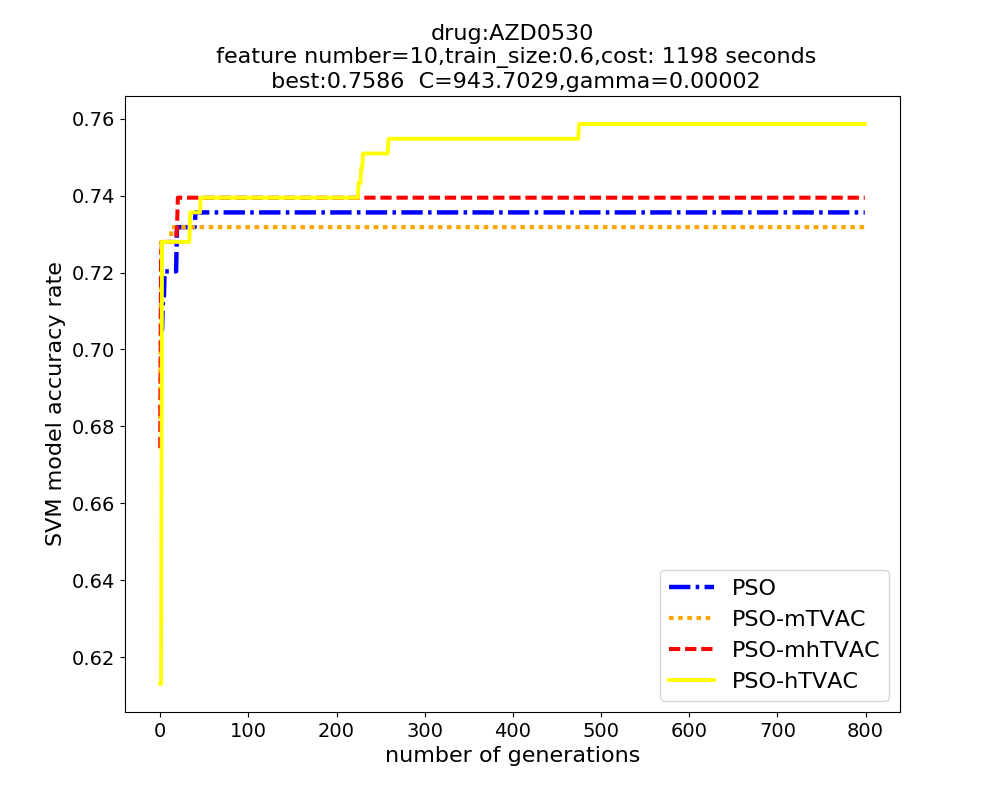 drug:AZD0530
feature number=10,train_size:0.6,cost: 1198 seconds
best:0.7586  C=943.7029,gamma=0.00002
0.76
0.74
0.72
0.70
0.68
0.66
0.64
0.62
SVM model accuracy rate
PSO
PSO-mTVAC
PSO-mhTVAC
PSO-hTVAC
0 100 200 300 400 500 600 700 800
number of generations